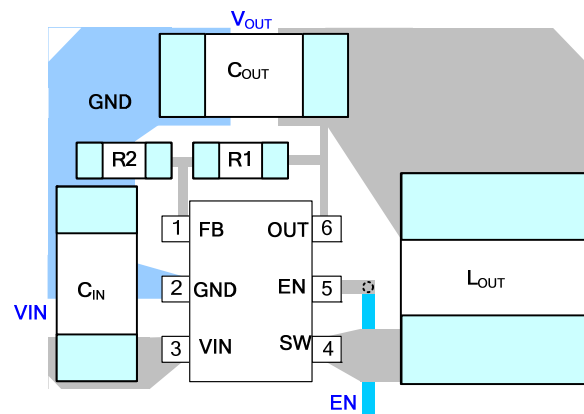 VOUT
COUT
GND
R2
R1
1 FB OUT 6
2 GND EN 5
3 VIN SW 4
CIN
VIN
LOUT
EN